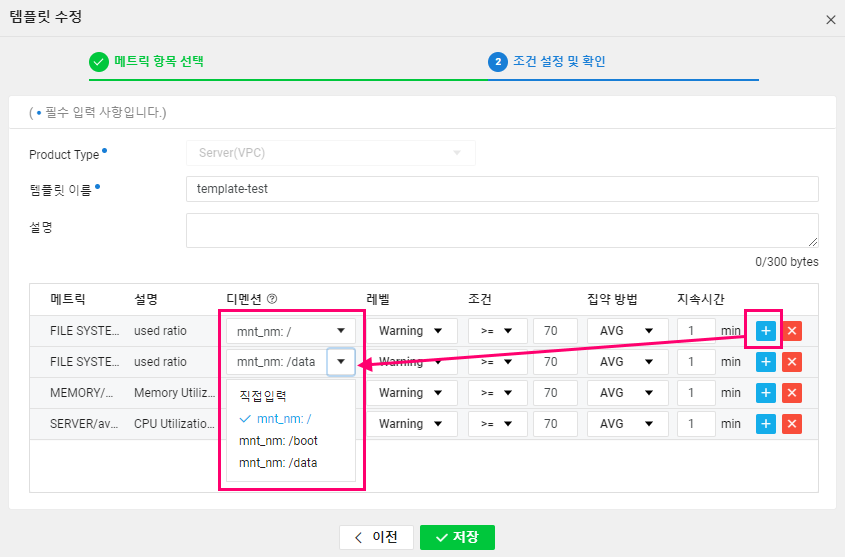 템플릿 수정
메트릭 항목 선택
2 조건 설정 및 확인
( • 필수 입력 사항입니다.)
Product Type
Server(VPC)
템플릿 이름
template-test
설명
0/300 bytes
메트릭 설명 디멘션 ? 레벨 조건 집약 방법 지속시간
FILE SYSTE... used ratio mnt_nm: / Warning >= 70 AVG 1 min
FILE SYSTE... used ratio mnt_nm: /data Warning >= 70 AVG 1 min
MEMORY/... Memory Utiliz... Warning >= 70 AVG 1 min
SERVER/av... CPU Utilizatio... Warning >= 70 AVG 1 min
직접입력
mnt_nm: /
mnt_nm: /boot
mnt_nm: /data
이전
저장